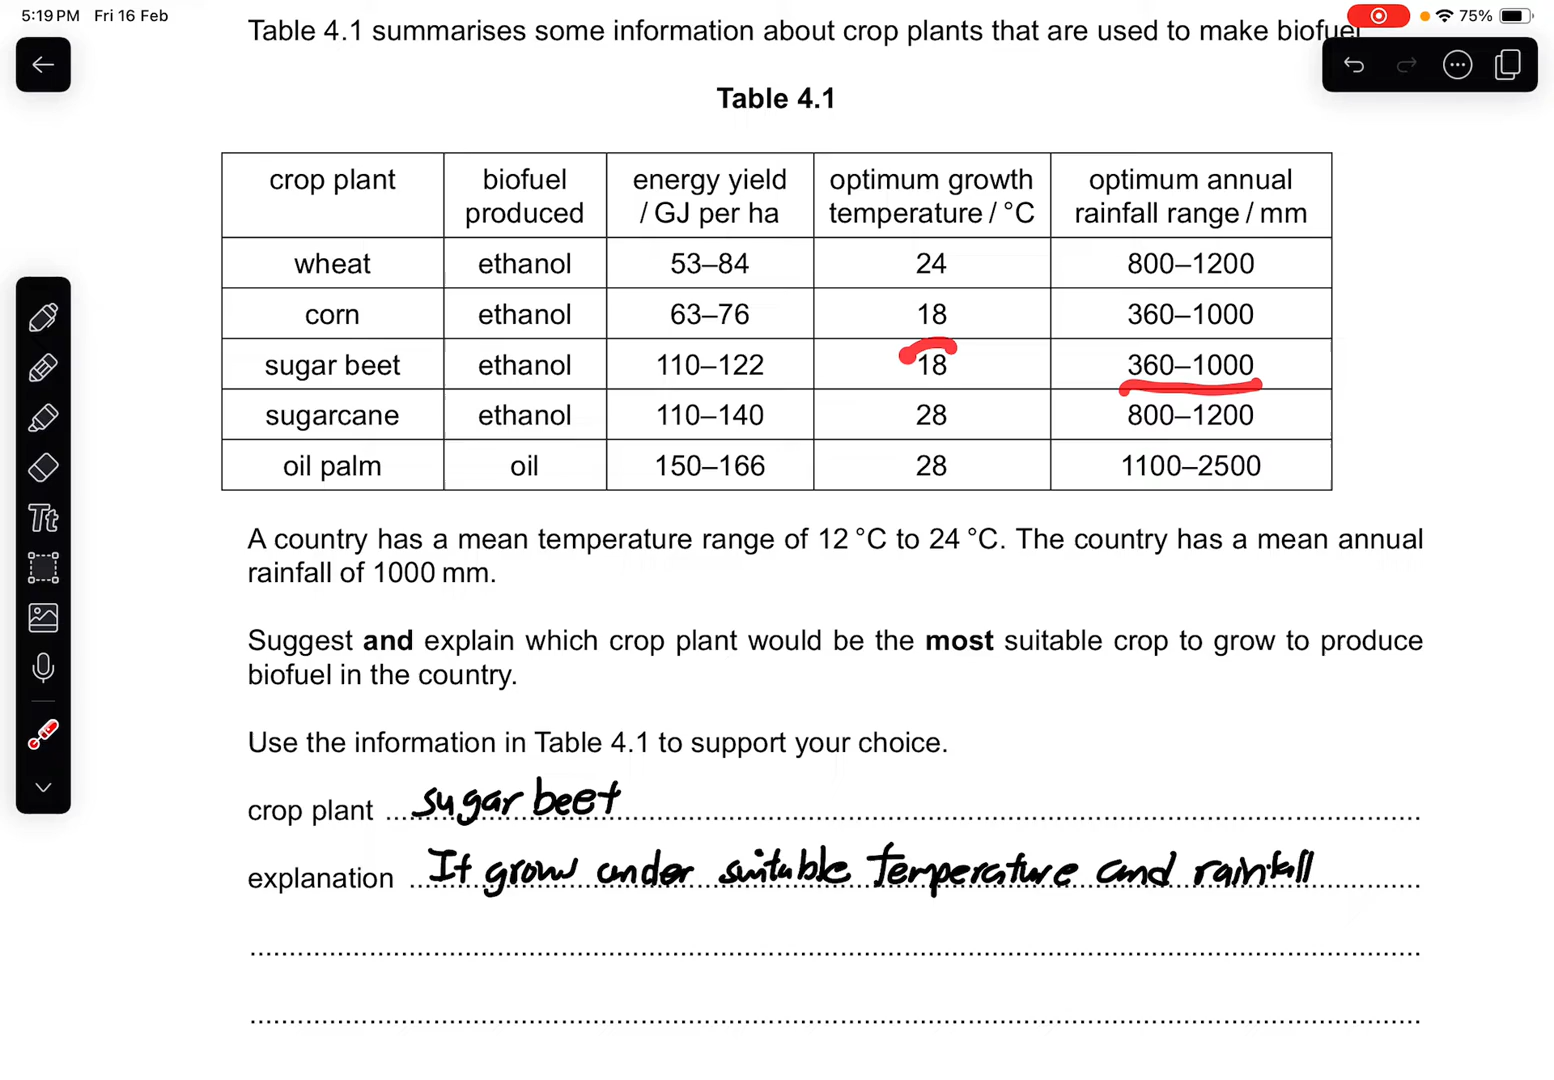 5:19 PM Fri 16 Feb
75%
Table 4.1 summarises some information about crop plants that are used to make biofuel
Table 4.1
crop plant biofuel produced energy yield / GJ per ha optimum growth temperature / °C optimum annual rainfall range / mm
wheat ethanol 53–84 24 800–1200
corn ethanol 63–76 18 360–1000
sugar beet ethanol 110–122 18 360–1000
sugarcane ethanol 110–140 28 800–1200
oil palm oil 150–166 28 1100–2500
A country has a mean temperature range of 12 °C to 24 °C. The country has a mean annual
rainfall of 1000 mm.
Suggest and explain which crop plant would be the most suitable crop to grow to produce
biofuel in the country.
Use the information in Table 4.1 to support your choice.
crop plant sugar beet
explanation It grows under suitable temperature and rainfall
Tt